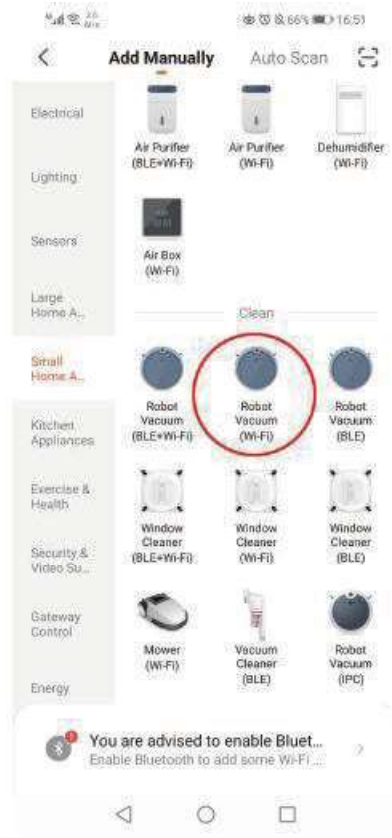 66% 16:51
Add Manually Auto Scan
Electrical
Lighting
Sensors
Large
Home A...
Small
Home A...
Kitchen
Appliances
Exercise &
Health
Security &
Video Su...
Gateway
Control
Energy
Air Purifier
(BLE+Wi-Fi)
Air Purifier
(Wi-Fi)
Dehumidifier
(Wi-Fi)
Air Box
(Wi-Fi)
Clean
Robot
Vacuum
(BLE+Wi-Fi)
Robot
Vacuum
(Wi-Fi)
Robot
Vacuum
(BLE)
Window
Cleaner
(BLE+Wi-Fi)
Window
Cleaner
(Wi-Fi)
Window
Cleaner
(BLE)
Mower
(Wi-Fi)
Vacuum
Cleaner
(BLE)
Robot
Vacuum
(IPC)
You are advised to enable Bluet...
Enable Bluetooth to add some Wi-Fi ...